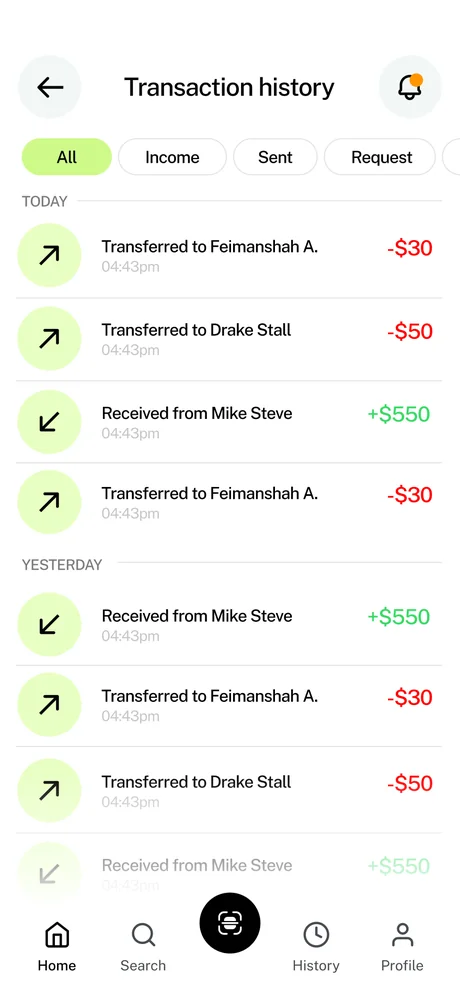 Transaction history
All
Income
Sent
Request
TODAY
Transferred to Feimanshah A.
-$30
04:43pm
Transferred to Drake Stall
-$50
04:43pm
Received from Mike Steve
+$550
04:43pm
Transferred to Feimanshah A.
-$30
04:43pm
YESTERDAY
Received from Mike Steve
+$550
04:43pm
Transferred to Feimanshah A.
-$30
04:43pm
Transferred to Drake Stall
-$50
04:43pm
Received from Mike Steve
+$550
04:43pm
Home
Search
History
Profile